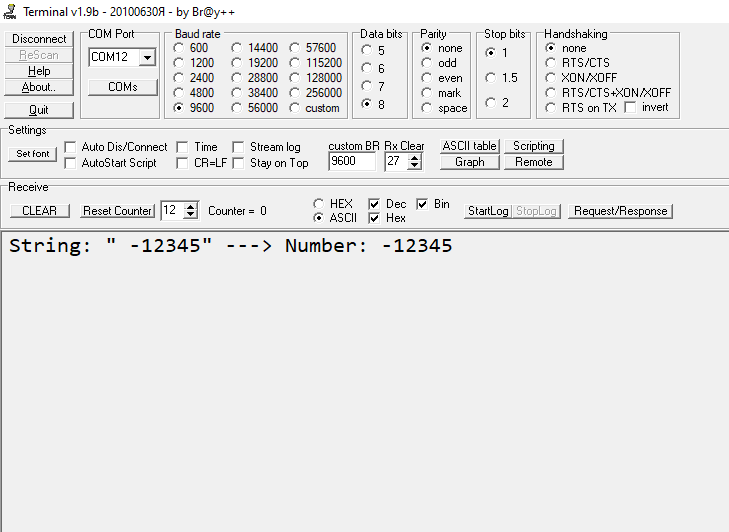 Terminal v1.9b - 20100630Я - by Br@y++
Disconnect
ReScan
Help
About..
Quit
COM Port
COM12
COMs
Baud rate
600 14400 57600
1200 19200 115200
2400 28800 128000
4800 38400 256000
9600 56000 custom
Data bits
5
6
7
8
Parity
none
odd
even
mark
space
Stop bits
1
1.5
2
Handshaking
none
RTS/CTS
XON/XOFF
RTS/CTS+XON/XOFF
RTS on TX invert
Settings
Set font
Auto Dis/Connect Time Stream log
AutoStart Script CR=LF Stay on Top
custom BR Rx Clear
9600 27
ASCII table Scripting
Graph Remote
Receive
CLEAR Reset Counter 12 Counter = 0
HEX Dec Bin
ASCII Hex
StartLog StopLog Request/Response
String: " -12345" ---> Number: -12345